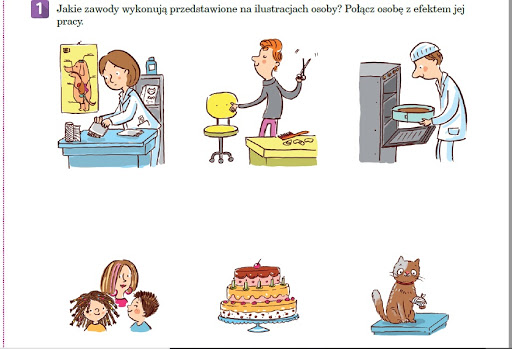 1 Jakie zawody wykonują przedstawione na ilustracjach osoby? Połącz osobę z efektem jej
pracy.